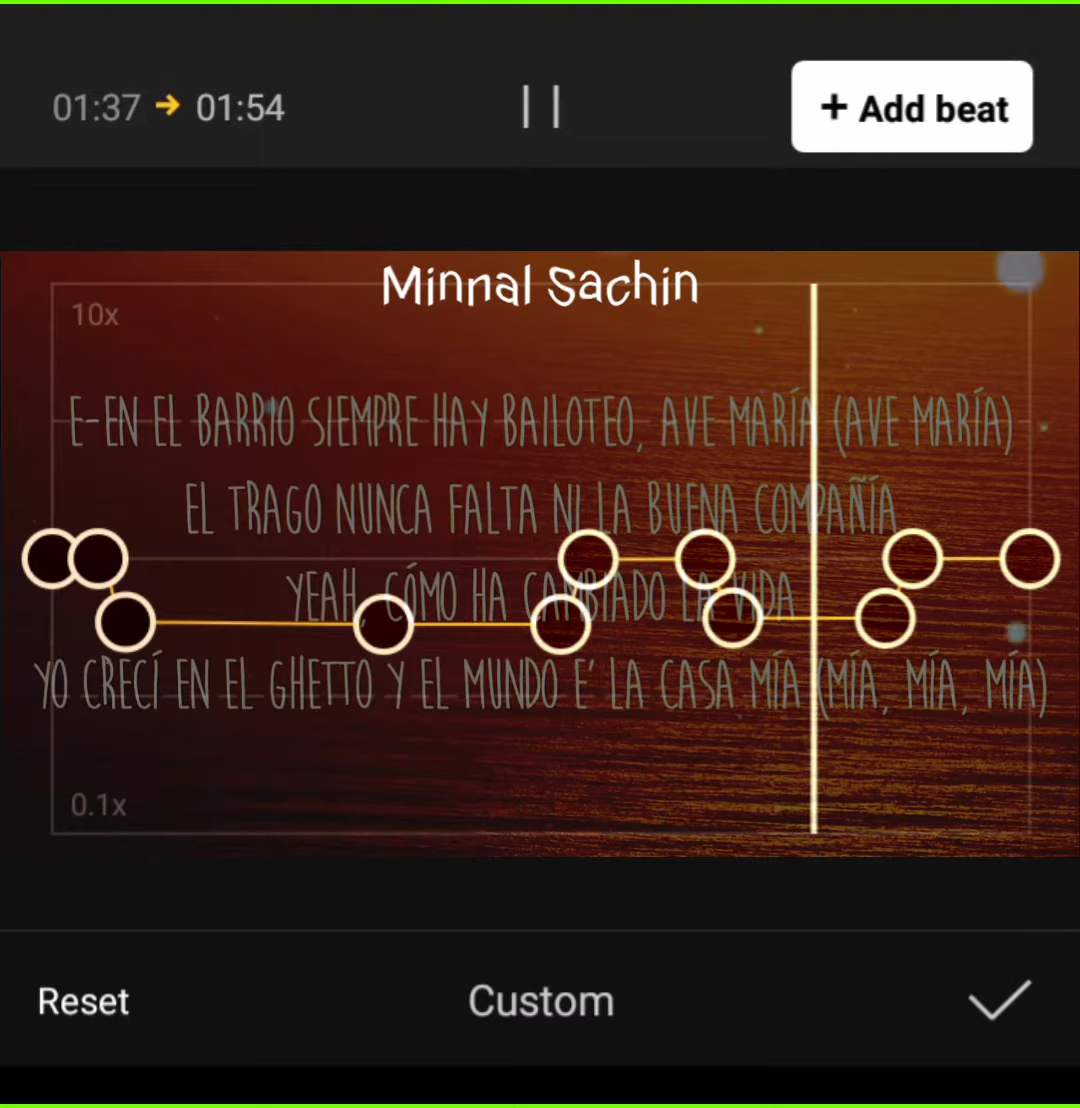 01:37 → 01:54
+ Add beat
Minnal Sachin
10x
E-EN EL BARRIO SIEMPRE HAY BAILOTEO, AVE MARÍA (AVE MARÍA)
EL TRAGO NUNCA FALTA NI LA BUENA COMPAÑÍA
YEAH, CÓMO HA CAMBIADO LA VIDA
YO CRECÍ EN EL GHETTO Y EL MUNDO E' LA CASA MÍA (MÍA, MÍA, MÍA)
0.1x
Reset
Custom